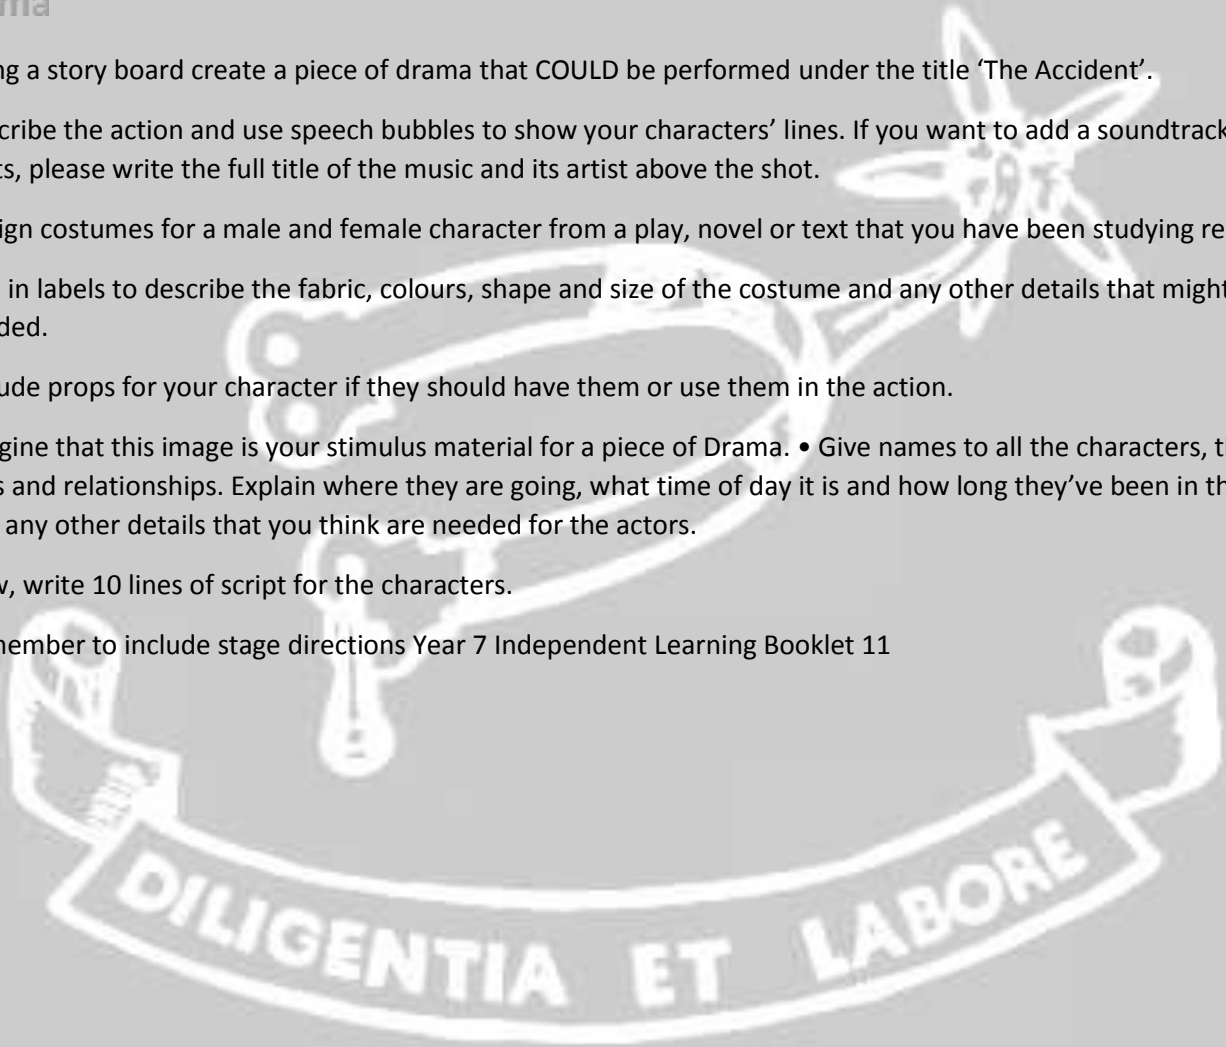 ma
ng a story board create a piece of drama that COULD be performed under the title ‘The Accident’.
cribe the action and use speech bubbles to show your characters’ lines. If you want to add a soundtrack
ts, please write the full title of the music and its artist above the shot.
ign costumes for a male and female character from a play, novel or text that you have been studying re
in labels to describe the fabric, colours, shape and size of the costume and any other details that might
ded.
ude props for your character if they should have them or use them in the action.
gine that this image is your stimulus material for a piece of Drama. • Give names to all the characters, t
s and relationships. Explain where they are going, what time of day it is and how long they’ve been in th
any other details that you think are needed for the actors.
w, write 10 lines of script for the characters.
member to include stage directions Year 7 Independent Learning Booklet 11
DILIGENTIA ET LABORE